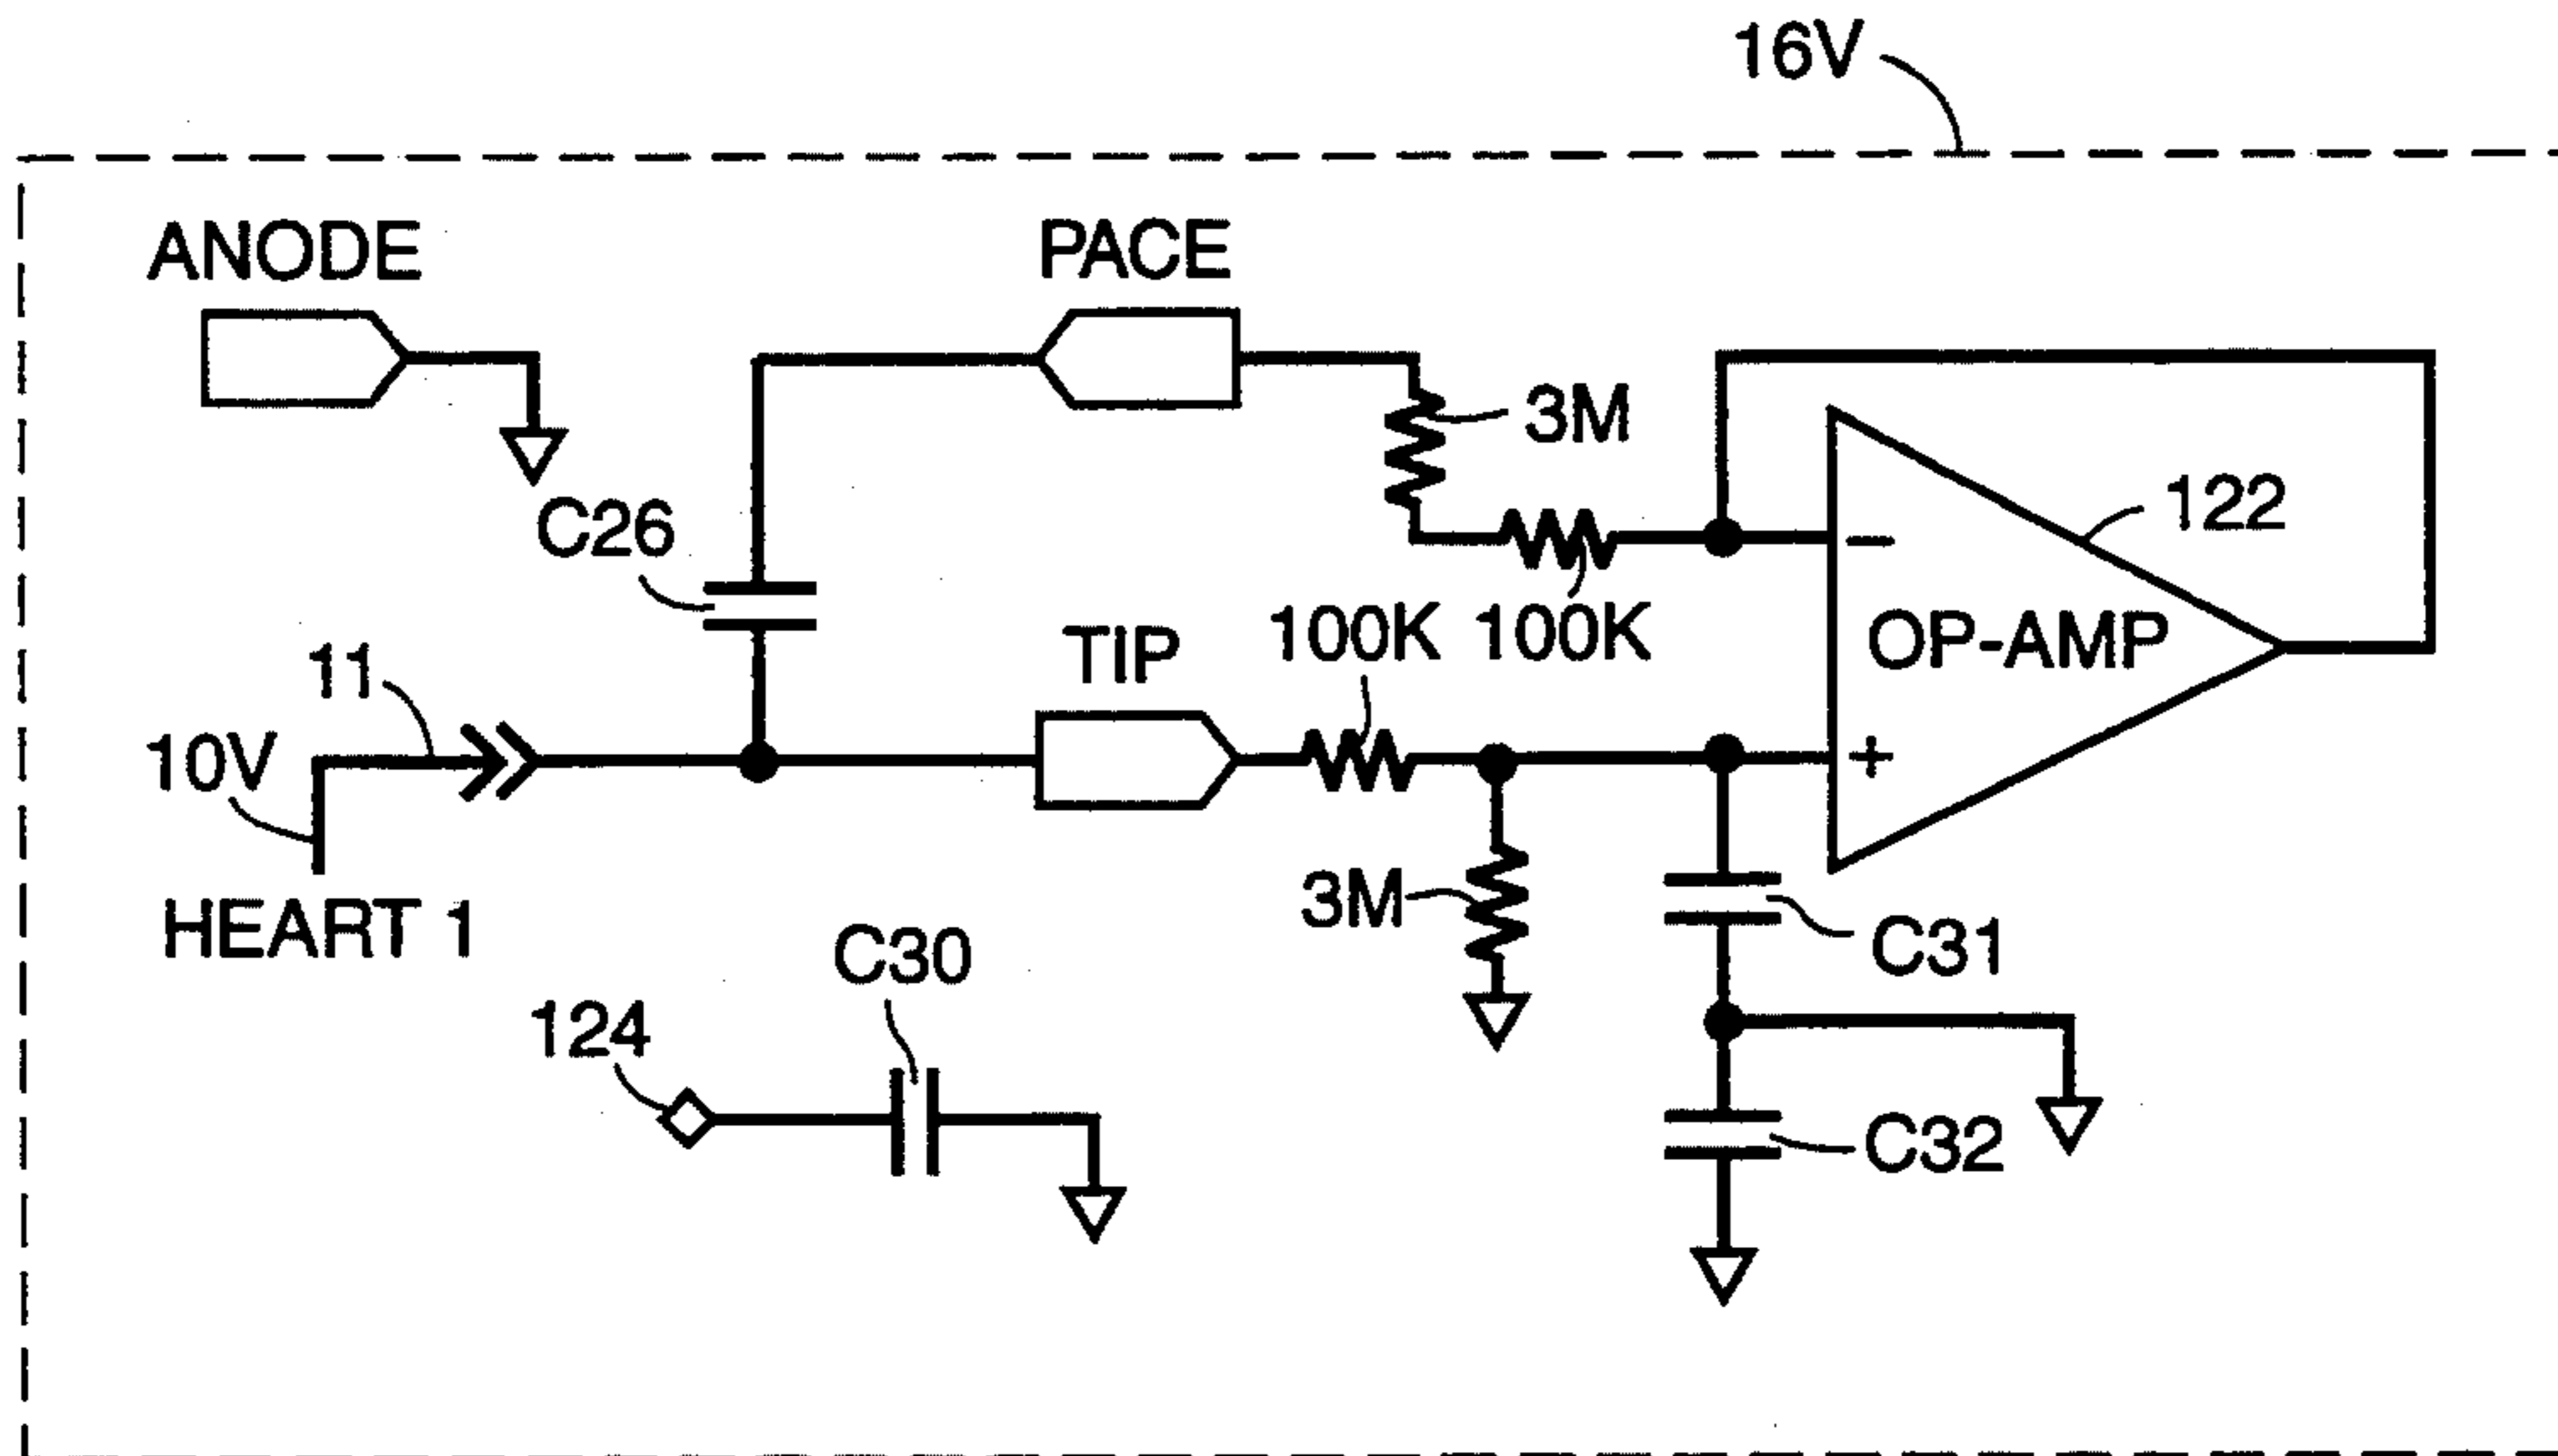 16V
ANODE
PACE
3M
122
C26
100K
100K
OP-AMP
−
+
TIP
11
10V
HEART 1
3M
C31
C30
124
C32